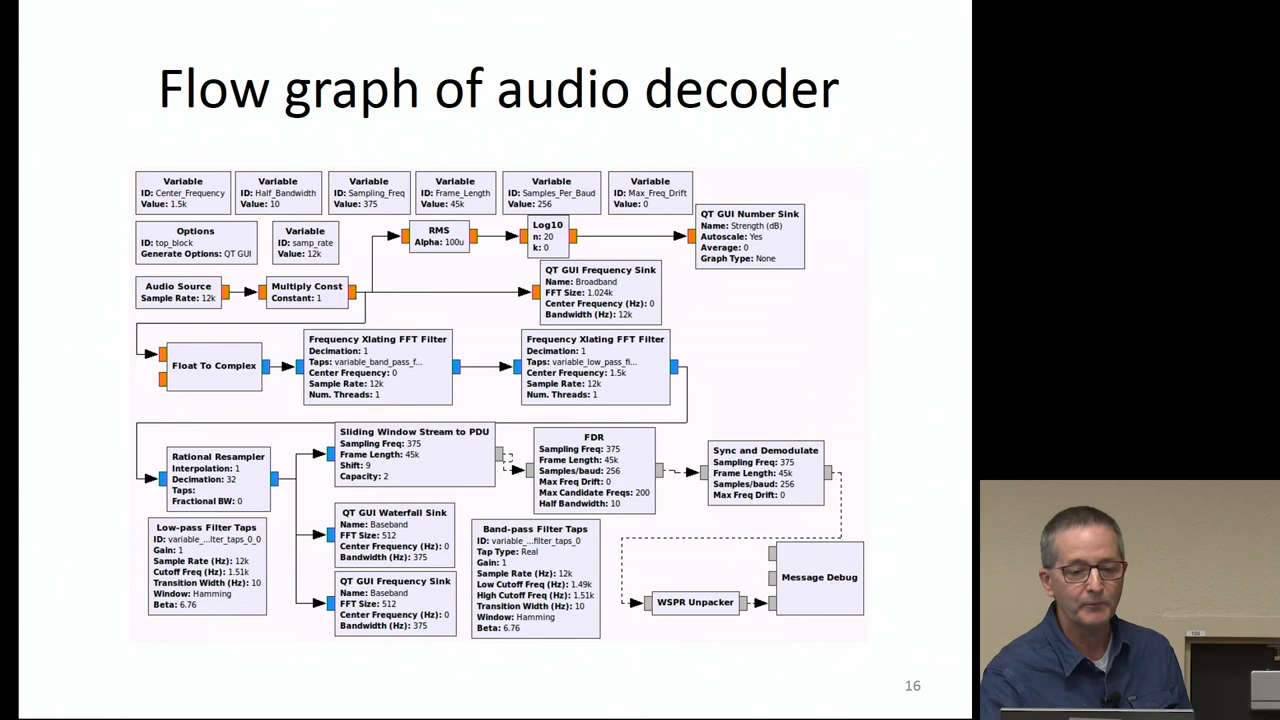 Flow graph of audio decoder
Variable
ID: Center_Frequency
Value: 1.5k
Variable
ID: Half_Bandwidth
Value: 10
Variable
ID: Sampling_Freq
Value: 375
Variable
ID: Frame_Length
Value: 45k
Variable
ID: Samples_Per_Baud
Value: 256
Variable
ID: Max_Freq_Drift
Value: 0
Options
ID: top_block
Generate Options: QT GUI
Variable
ID: samp_rate
Value: 12k
RMS
Alpha: 100u
Log10
n: 20
k: 0
QT GUI Number Sink
Name: Strength (dB)
Autoscale: Yes
Average: 0
Graph Type: None
Audio Source
Sample Rate: 12k
Multiply Const
Constant: 1
QT GUI Frequency Sink
Name: Broadband
FFT Size: 1.024k
Center Frequency (Hz): 0
Bandwidth (Hz): 12k
Float To Complex
Frequency Xlating FFT Filter
Decimation: 1
Taps: variable_band_pass_f...
Center Frequency: 0
Sample Rate: 12k
Num. Threads: 1
Frequency Xlating FFT Filter
Decimation: 1
Taps: variable_low_pass_fi...
Center Frequency: 1.5k
Sample Rate: 12k
Num. Threads: 1
Rational Resampler
Interpolation: 1
Decimation: 32
Taps:
Fractional BW: 0
Sliding Window Stream to PDU
Sampling Freq: 375
Frame Length: 45k
Shift: 9
Capacity: 2
FDR
Sampling Freq: 375
Frame Length: 45k
Samples/baud: 256
Max Freq Drift: 0
Max Candidate Freqs: 200
Half Bandwidth: 10
Sync and Demodulate
Sampling Freq: 375
Frame Length: 45k
Samples/baud: 256
Max Freq Drift: 0
Low-pass Filter Taps
ID: variable_...lter_taps_0_0
Gain: 1
Sample Rate (Hz): 12k
Cutoff Freq (Hz): 1.51k
Transition Width (Hz): 10
Window: Hamming
Beta: 6.76
QT GUI Waterfall Sink
Name: Baseband
FFT Size: 512
Center Frequency (Hz): 0
Bandwidth (Hz): 375
QT GUI Frequency Sink
Name: Baseband
FFT Size: 512
Center Frequency (Hz): 0
Bandwidth (Hz): 375
Band-pass Filter Taps
ID: variable_...filter_taps_0
Tap Type: Real
Gain: 1
Sample Rate (Hz): 12k
Low Cutoff Freq (Hz): 1.49k
High Cutoff Freq (Hz): 1.51k
Transition Width (Hz): 10
Window: Hamming
Beta: 6.76
WSPR Unpacker
Message Debug
16